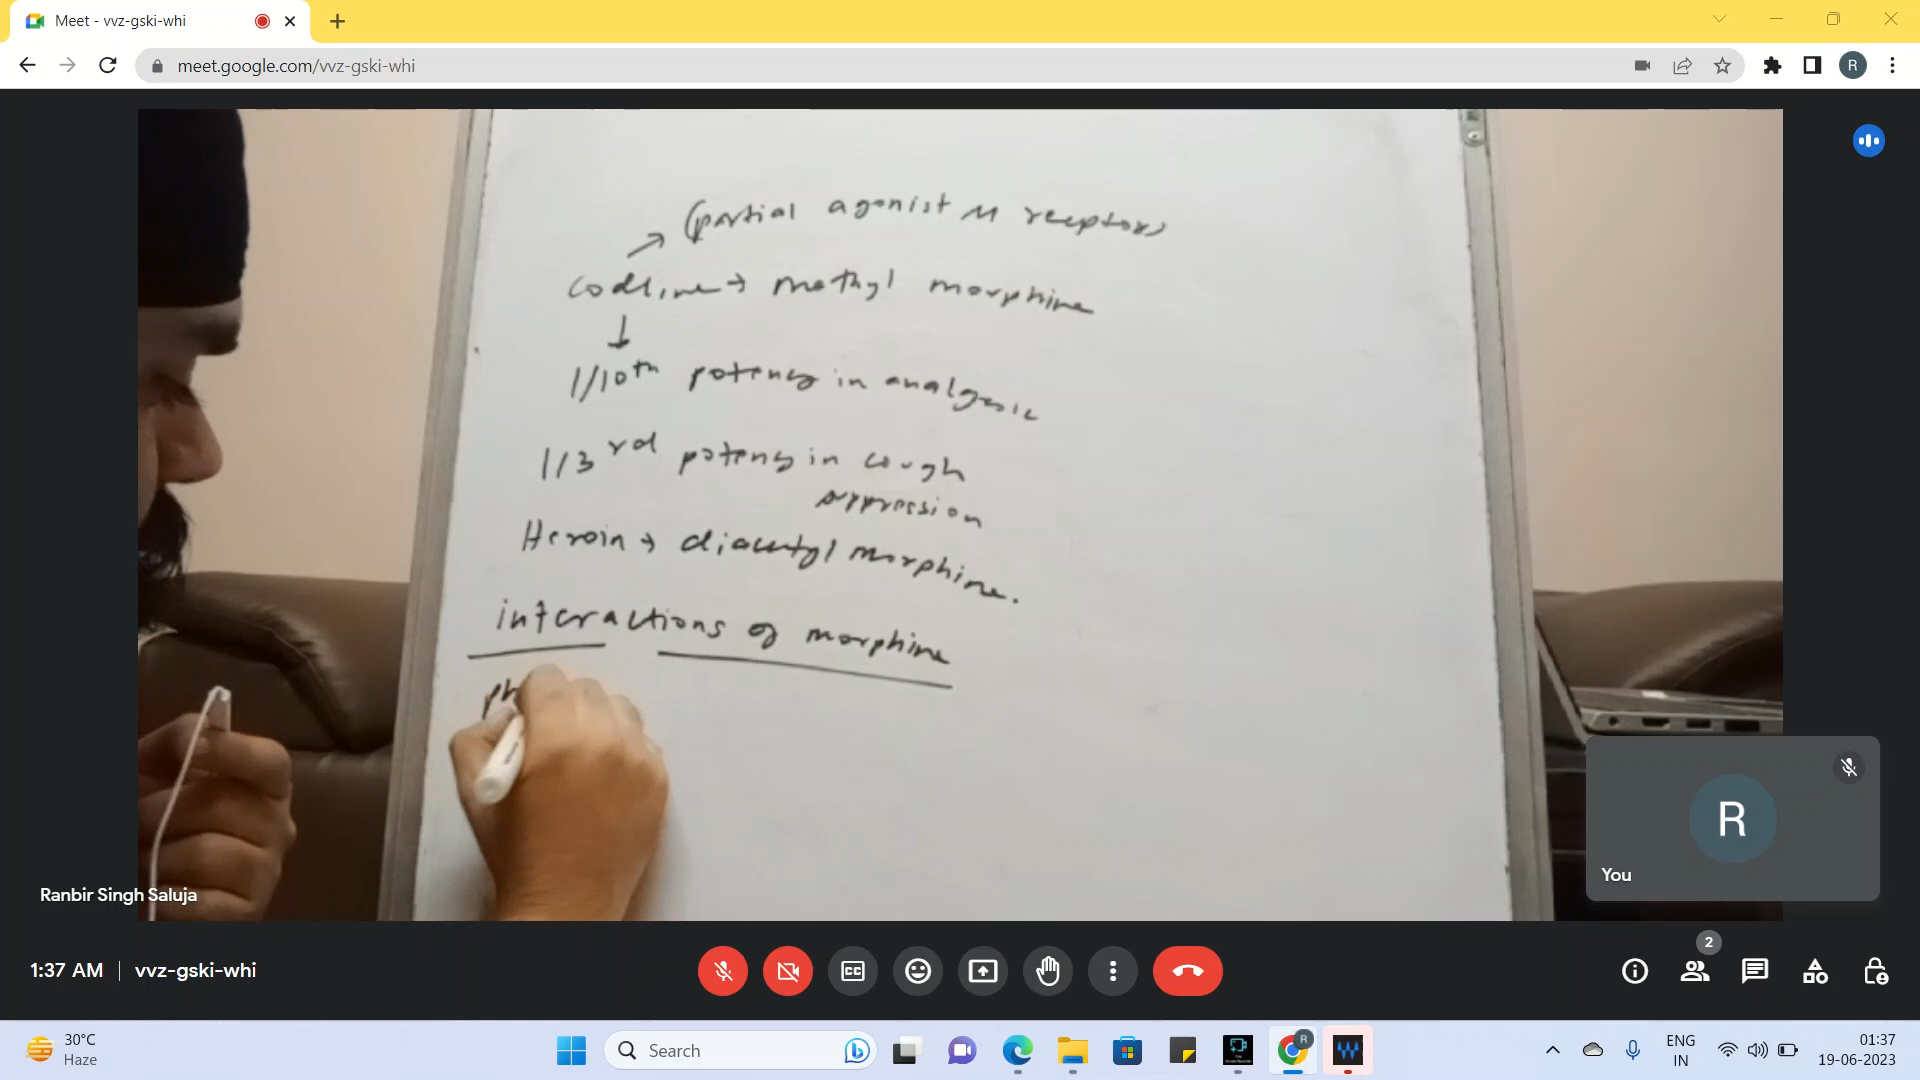 Meet - vvz-gski-whi
meet.google.com/vvz-gski-whi
R
(partial agonist M receptors
codeine → methyl morphine
↓
1/10th potency in analgesic
1/3rd potency in cough
suppression
Heroin → diacetyl morphine.
interactions of morphine
ph
R
You
Ranbir Singh Saluja
1:37 AM | vvz-gski-whi
CC
2
30°C
Haze
Search
R
ENG
IN
01:37
19-06-2023